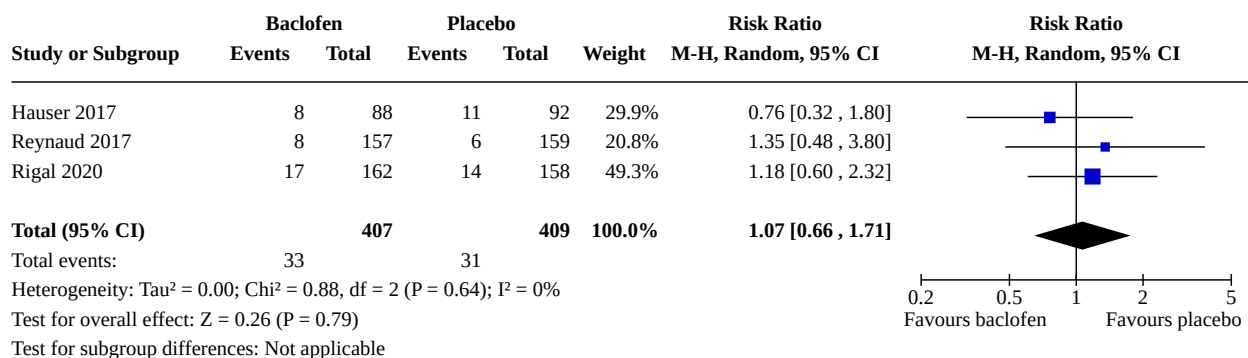 Baclofen Placebo Risk Ratio Risk Ratio
Study or Subgroup Events Total Events Total Weight M-H, Random, 95% CI M-H, Random, 95% CI
Hauser 2017 8 88 11 92 29.9% 0.76 [0.32 , 1.80]
Reynaud 2017 8 157 6 159 20.8% 1.35 [0.48 , 3.80]
Rigal 2020 17 162 14 158 49.3% 1.18 [0.60 , 2.32]
Total (95% CI) 407 409 100.0% 1.07 [0.66 , 1.71]
Total events: 33 31
Heterogeneity: Tau² = 0.00; Chi² = 0.88, df = 2 (P = 0.64); I² = 0%
0.2 0.5 1 2 5
Test for overall effect: Z = 0.26 (P = 0.79) Favours baclofen Favours placebo
Test for subgroup differences: Not applicable